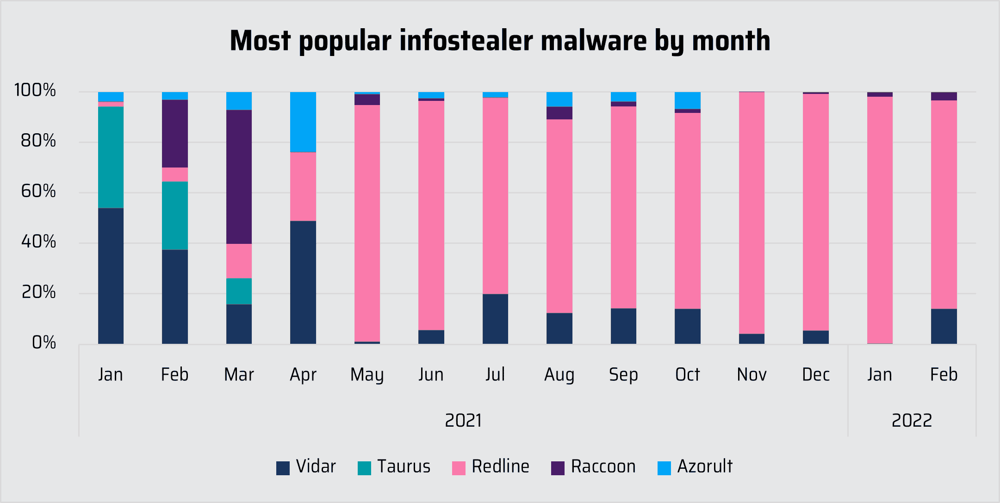 Most popular infostealer malware by month
100%
80%
60%
40%
20%
0%
Jan Feb Mar Apr May Jun Jul Aug Sep Oct Nov Dec Jan Feb
2021 2022
Vidar Taurus Redline Raccoon Azorult